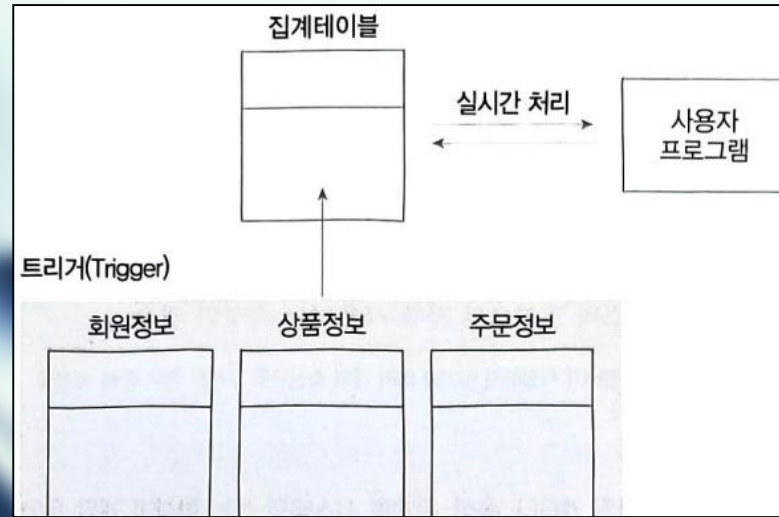 집계테이블
실시간 처리
사용자
프로그램
트리거(Trigger)
회원정보
상품정보
주문정보